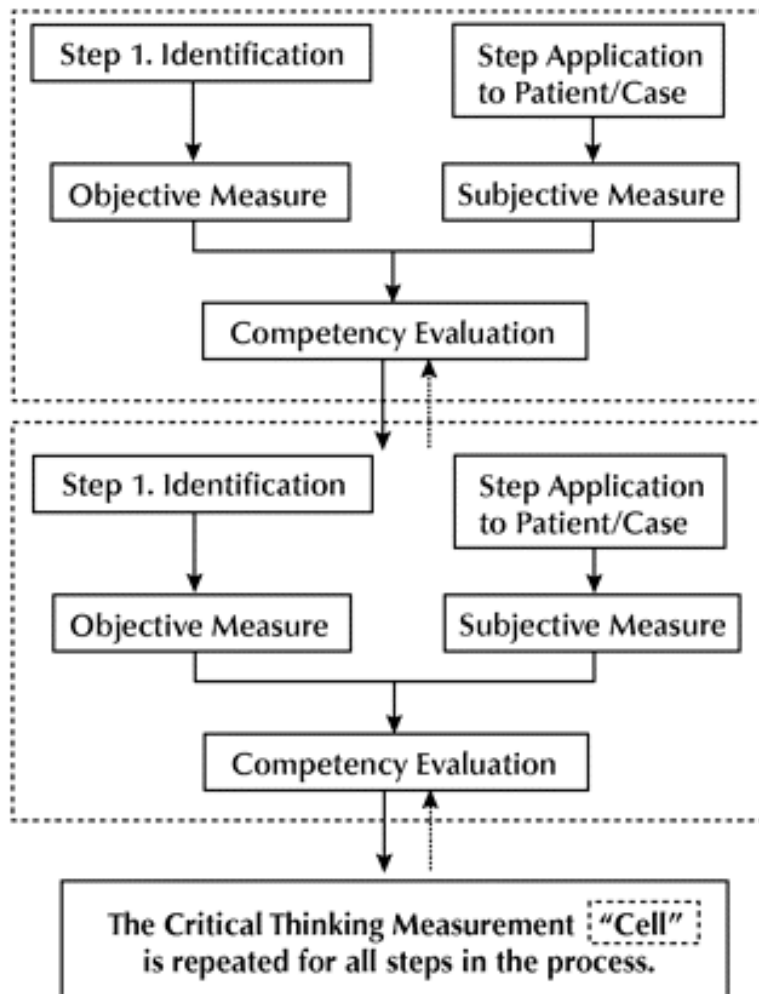 Step 1. Identification
Step Application
to Patient/Case
Objective Measure
Subjective Measure
Competency Evaluation
Step 1. Identification
Step Application
to Patient/Case
Objective Measure
Subjective Measure
Competency Evaluation
The Critical Thinking Measurement “Cell”
is repeated for all steps in the process.